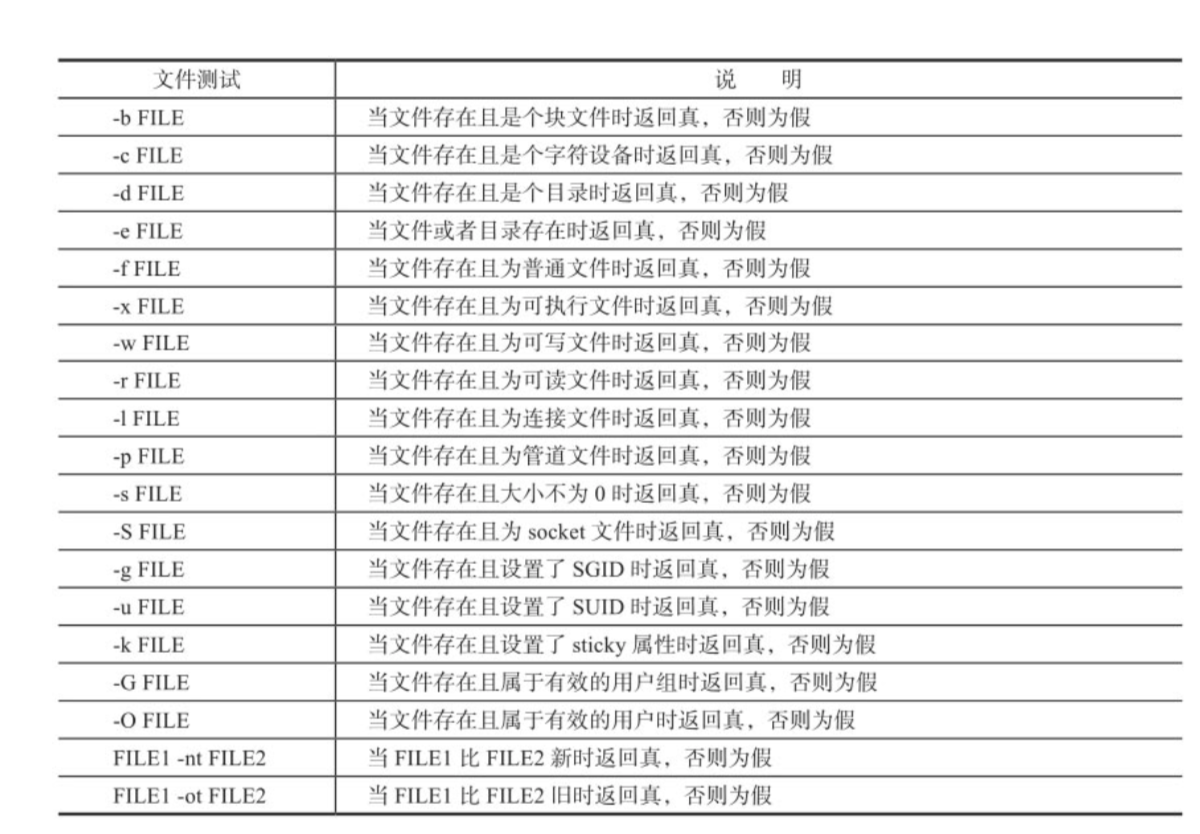 文件测试 说 明
-b FILE 当文件存在且是个块文件时返回真，否则为假
-c FILE 当文件存在且是个字符设备时返回真，否则为假
-d FILE 当文件存在且是个目录时返回真，否则为假
-e FILE 当文件或者目录存在时返回真，否则为假
-f FILE 当文件存在且为普通文件时返回真，否则为假
-x FILE 当文件存在且为可执行文件时返回真，否则为假
-w FILE 当文件存在且为可写文件时返回真，否则为假
-r FILE 当文件存在且为可读文件时返回真，否则为假
-l FILE 当文件存在且为连接文件时返回真，否则为假
-p FILE 当文件存在且为管道文件时返回真，否则为假
-s FILE 当文件存在且大小不为 0 时返回真，否则为假
-S FILE 当文件存在且为 socket 文件时返回真，否则为假
-g FILE 当文件存在且设置了 SGID 时返回真，否则为假
-u FILE 当文件存在且设置了 SUID 时返回真，否则为假
-k FILE 当文件存在且设置了 sticky 属性时返回真，否则为假
-G FILE 当文件存在且属于有效的用户组时返回真，否则为假
-O FILE 当文件存在且属于有效的用户时返回真，否则为假
FILE1 -nt FILE2 当 FILE1 比 FILE2 新时返回真，否则为假
FILE1 -ot FILE2 当 FILE1 比 FILE2 旧时返回真，否则为假